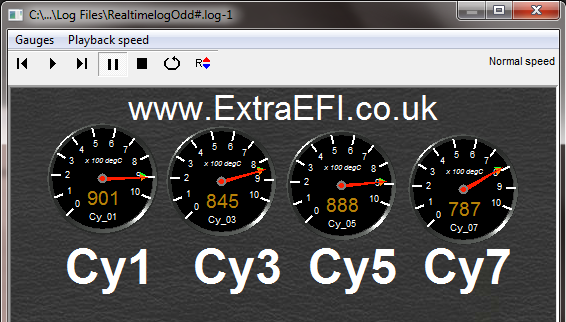 C:\...\Log Files\RealtimelogOdd#.log-1
Gauges Playback speed
R
Normal speed
www.ExtraEFI.co.uk
0 1 2 3 4 5 6 7 8 9 10
x 100 degC
901
Cy_01
0 1 2 3 4 5 6 7 8 9 10
x 100 degC
845
Cy_03
0 1 2 3 4 5 6 7 8 9 10
x 100 degC
888
Cy_05
0 1 2 3 4 5 6 7 8 9 10
x 100 degC
787
Cy_07
Cy1 Cy3 Cy5 Cy7